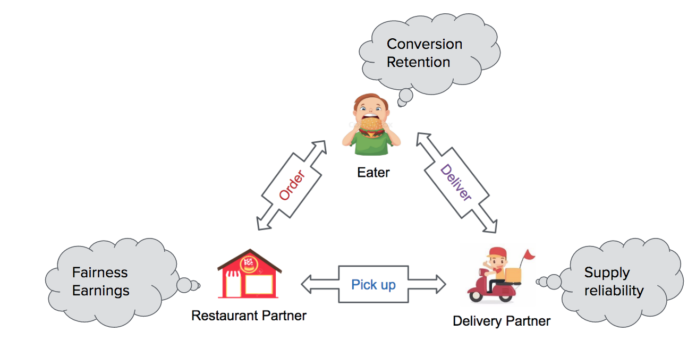 Conversion
Retention
Eater
Order
Deliver
Fairness
Earnings
Pick up
Supply
reliability
Restaurant Partner
Delivery Partner